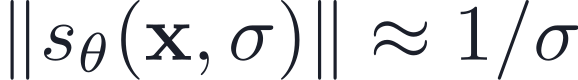 ‖s_θ(𝐱, σ)‖ ≈ 1/σ